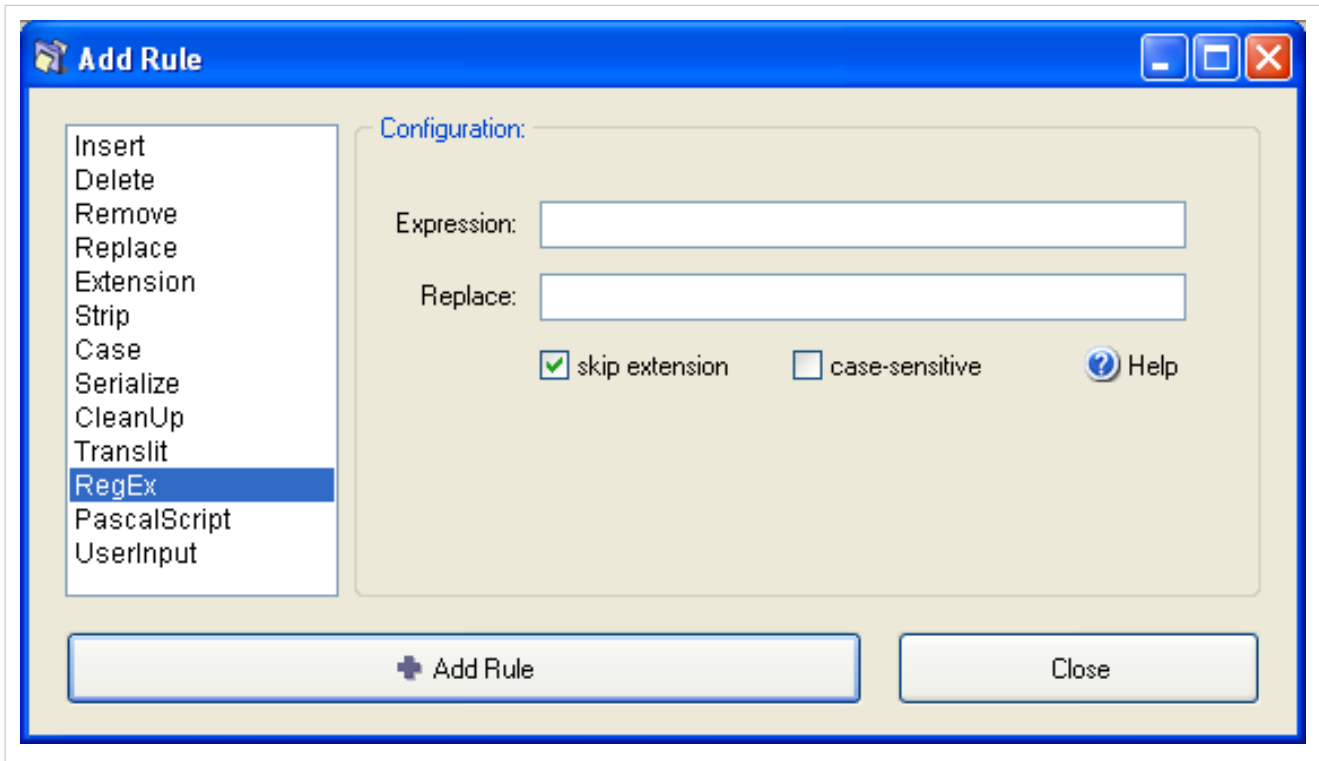 Add Rule
Insert
Delete
Remove
Replace
Extension
Strip
Case
Serialize
CleanUp
Translit
RegEx
PascalScript
UserInput
Configuration:
Expression:
Replace:
skip extension case-sensitive Help
Add Rule Close